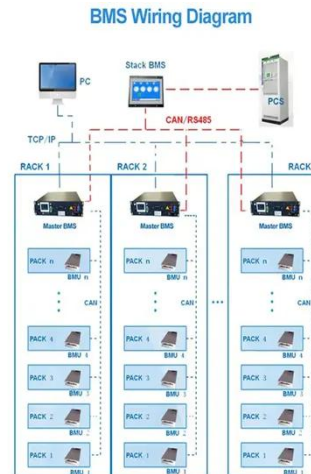 BMS Wiring Diagram
Stack BMS
PC
PCS
CAN/RS485
TCP/IP
RACK 1
RACK 2
RACK
Master BMS
Master BMS
Master BMS
PACK n
BMU n
PACK n
BMU n
PACK n
BMU n
CAN
CAN
CAN
PACK 4
BMU 4
PACK 4
BMU 4
PACK 4
BMU 4
PACK 3
BMU 3
PACK 3
BMU 3
PACK 3
BMU 3
PACK 2
BMU 2
PACK 2
BMU 2
PACK 2
BMU 2
PACK 1
BMU 1
PACK 1
BMU 1
PACK 1
BMU 1